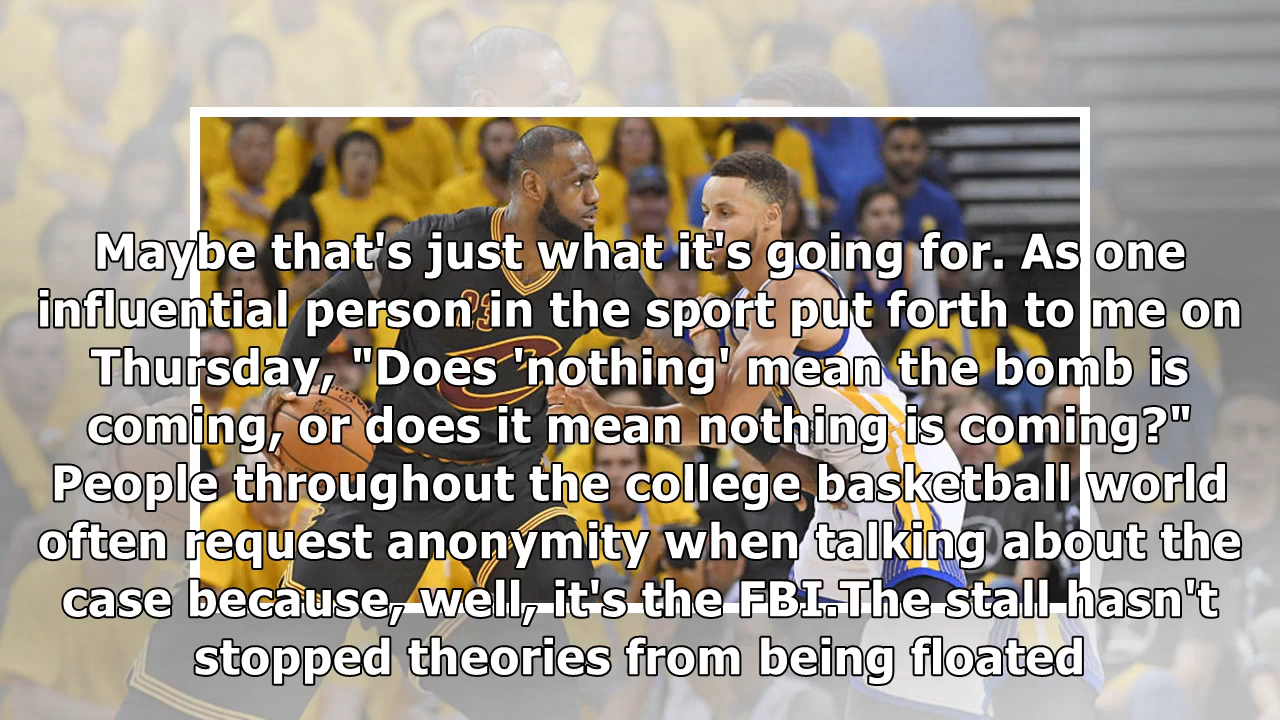 Maybe that's just what it's going for. As one
influential person in the sport put forth to me on
Thursday, "Does 'nothing' mean the bomb is
coming, or does it mean nothing is coming?"
People throughout the college basketball world
often request anonymity when talking about the
case because, well, it's the FBI.The stall hasn't
stopped theories from being floated
23